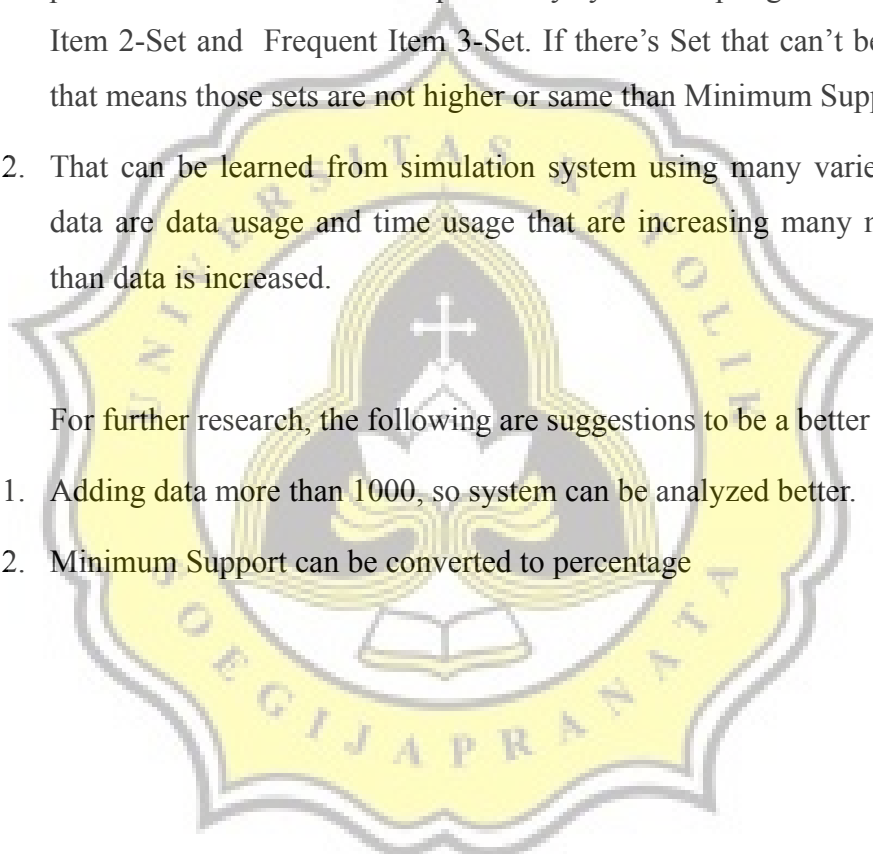 Item 2-Set and Frequent Item 3-Set. If there's Set that can't be
that means those sets are not higher or same than Minimum Supp
2. That can be learned from simulation system using many varie
data are data usage and time usage that are increasing many
than data is increased.
For further research, the following are suggestions to be a better
1. Adding data more than 1000, so system can be analyzed better.
2. Minimum Support can be converted to percentage
UNIVERSITAS KATOLIK
SOEGIJAPRANATA